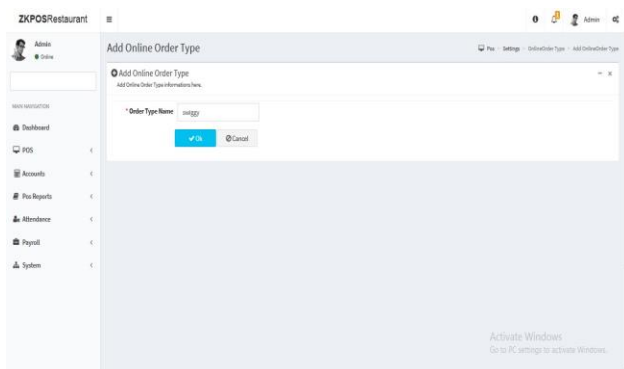 ZKPOSRestaurant
Admin
Admin
Online
Add Online Order Type
Pos - Settings - OnlineOrder Type - Add OnlineOrder Type
Add Online Order Type
Add Online Order Type informations here.
* Order Type Name swiggy
Ok Cancel
MAIN NAVIGATION
Dashboard
POS
Accounts
Pos Reports
Attendance
Payroll
System
Activate Windows
Go to PC settings to activate Windows.